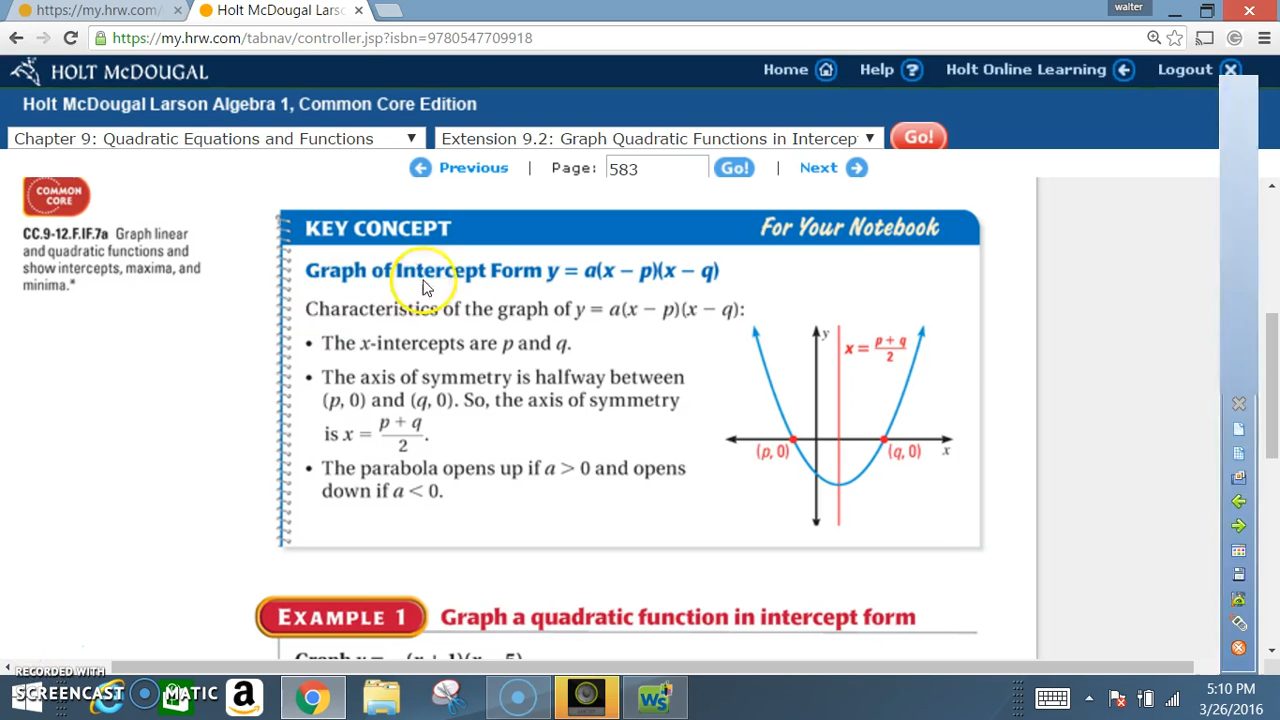 https://my.hrw.com/tabnav/
Holt McDougal Lars
walter
https://my.hrw.com/tabnav/controller.jsp?isbn=9780547709918
HOLT McDOUGAL
Home
Help
Holt Online Learning
Logout
Holt McDougal Larson Algebra 1, Common Core Edition
Chapter 9: Quadratic Equations and Functions
Extension 9.2: Graph Quadratic Functions in Intercep
Go!
Previous | Page: 583 Go! | Next
COMMON
CORE
CC.9-12.F.IF.7a Graph linear
and quadratic functions and
show intercepts, maxima, and
minima.*
KEY CONCEPT
For Your Notebook
Graph of Intercept Form y = a(x − p)(x − q)
Characteristics of the graph of y = a(x − p)(x − q):
• The x-intercepts are p and q.
• The axis of symmetry is halfway between
(p, 0) and (q, 0). So, the axis of symmetry
is x = p + q / 2.
• The parabola opens up if a > 0 and opens
down if a < 0.
y
x = p + q / 2
(p, 0)
(q, 0)
x
EXAMPLE 1
Graph a quadratic function in intercept form
RECORDED WITH
SCREENCAST MATIC
a
WS
5:10 PM
3/26/2016